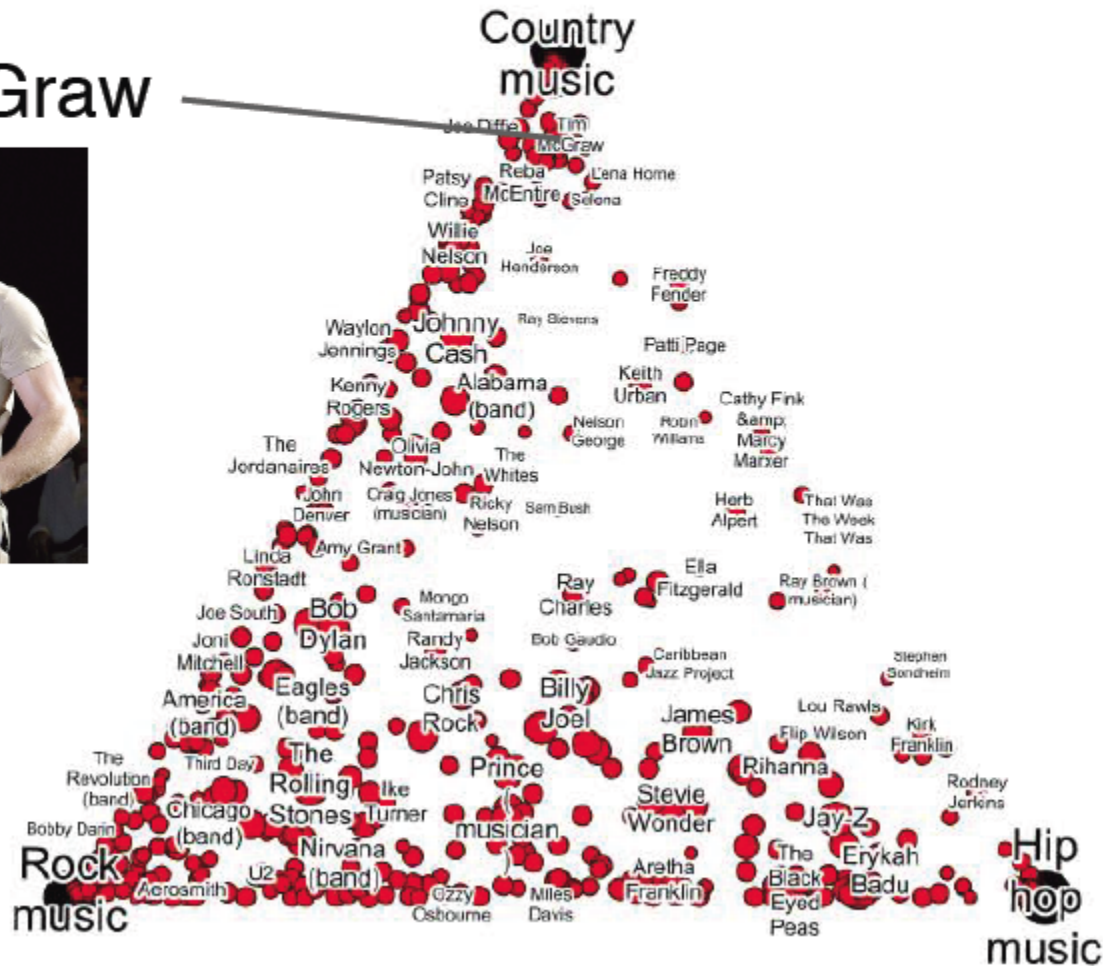 Country
music
Graw
Joe Diffie
Tim
McGraw
Reba
McEntire
Lena Horne
Patsy
Cline
Selena
Willie
Nelson
Joe
Henderson
Freddy
Fender
Waylon
Jennings
Johnny
Cash
Ray Stevens
Patti Page
Kenny
Rogers
Alabama
(band)
Keith
Urban
Cathy Fink
&amp;
Marcy
Marxer
Nelson
George
Robin
Williams
The
Jordanaires
Olivia
Newton-John
The
Whites
John
Denver
Craig Jones
(musician)
Ricky
Nelson
Sam Bush
Herb
Alpert
That Was
The Week
That Was
Linda
Ronstadt
Amy Grant
Ray
Charles
Ella
Fitzgerald
Ray Brown (
musician)
Joe South
Bob
Dylan
Mongo
Santamaria
Joni
Mitchell
Randy
Jackson
Bob Gaudio
Caribbean
Jazz Project
Stephen
Sondheim
America
(band)
Eagles
(band)
Chris
Rock
Billy
Joel
James
Brown
Lou Rawls
Flip Wilson
Kirk
Franklin
The
Revolution
(band)
Third Day
The
Rolling
Stones
Ike
Turner
Prince
(
musician
)
Rihanna
Rodney
Jerkins
Stevie
Wonder
Jay-Z
Bobby Darin
Chicago
(band)
Nirvana
(band)
The
Black
Eyed
Peas
Erykah
Badu
Rock
music
Aerosmith
U2
Ozzy
Osbourne
Miles
Davis
Aretha
Franklin
Hip
hop
music